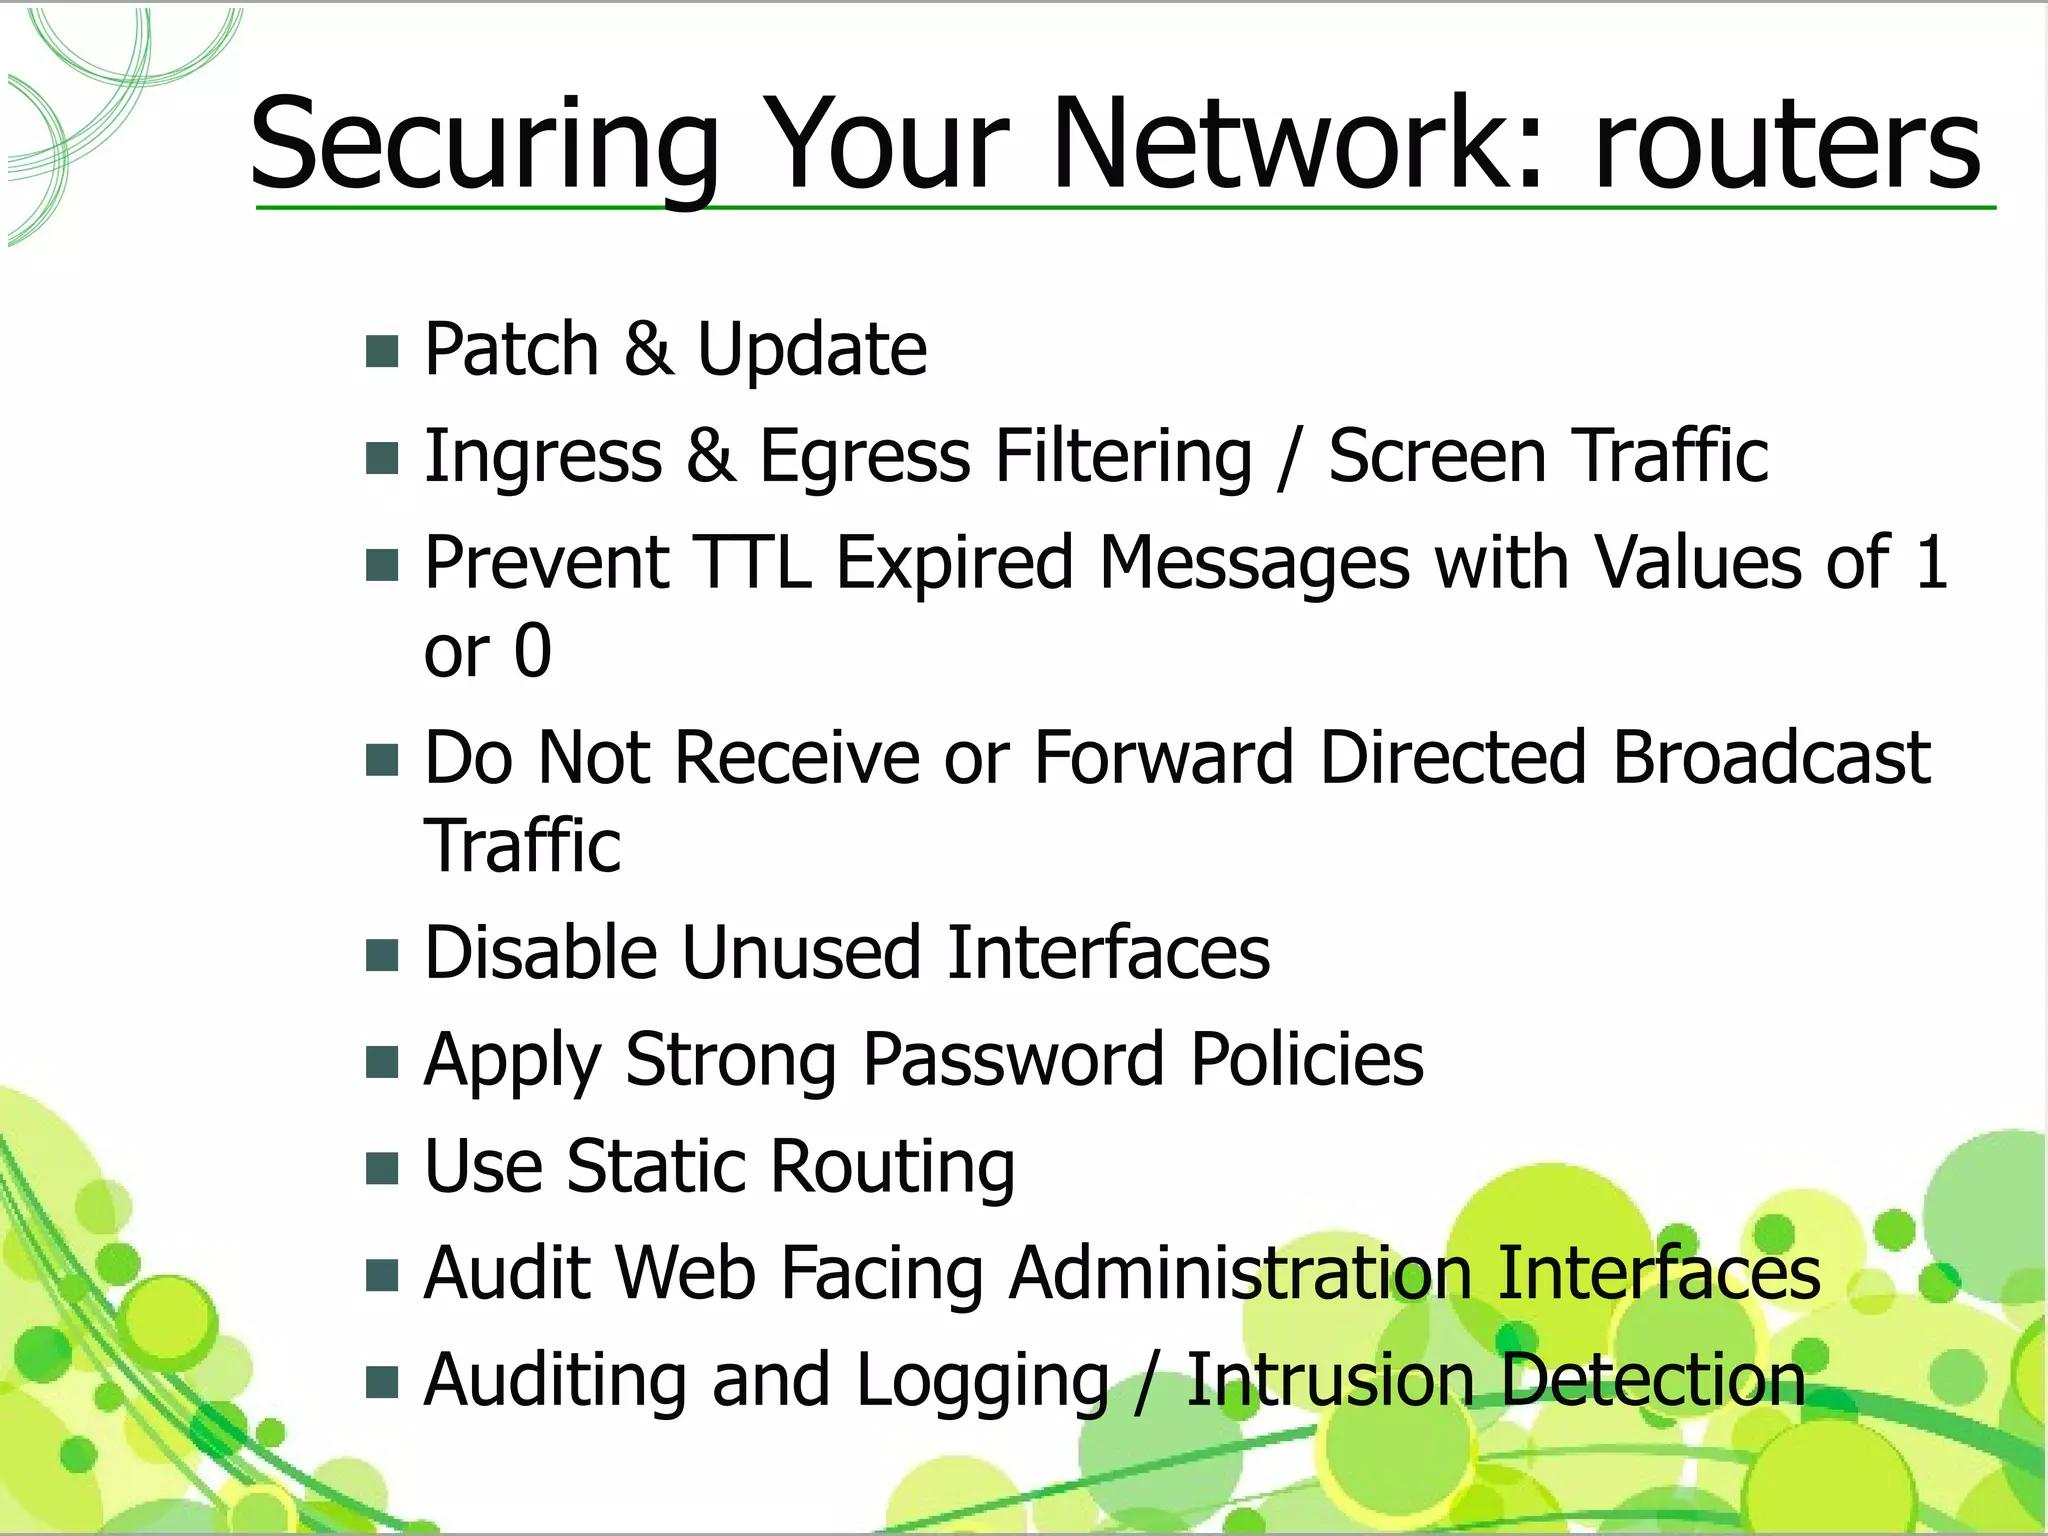 Securing Your Network: routers
Patch & Update
Ingress & Egress Filtering / Screen Traffic
Prevent TTL Expired Messages with Values of 1
or 0
Do Not Receive or Forward Directed Broadcast
Traffic
Disable Unused Interfaces
Apply Strong Password Policies
Use Static Routing
Audit Web Facing Administration Interfaces
Auditing and Logging / Intrusion Detection